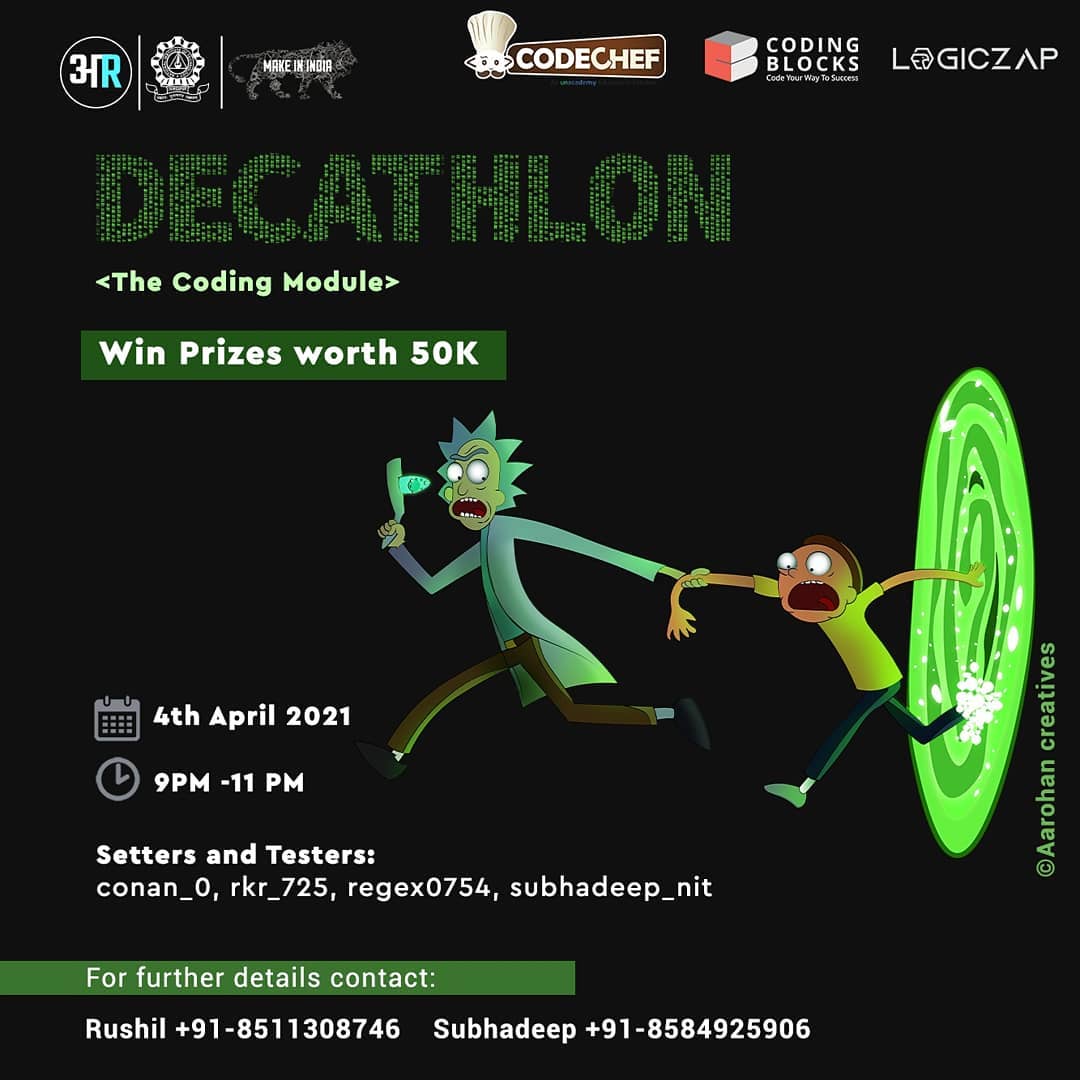 अTR
MAKE IN INDIA
CODECHEF
unacademy
CODING
BLOCKS
Code Your Way To Success
LOGICZAP
DECATHLON
<The Coding Module>
Win Prizes worth 50K
4th April 2021
9PM -11 PM
Setters and Testers:
conan_0, rkr_725, regex0754, subhadeep_nit
©Aarohan creatives
For further details contact:
Rushil +91-8511308746 Subhadeep +91-8584925906